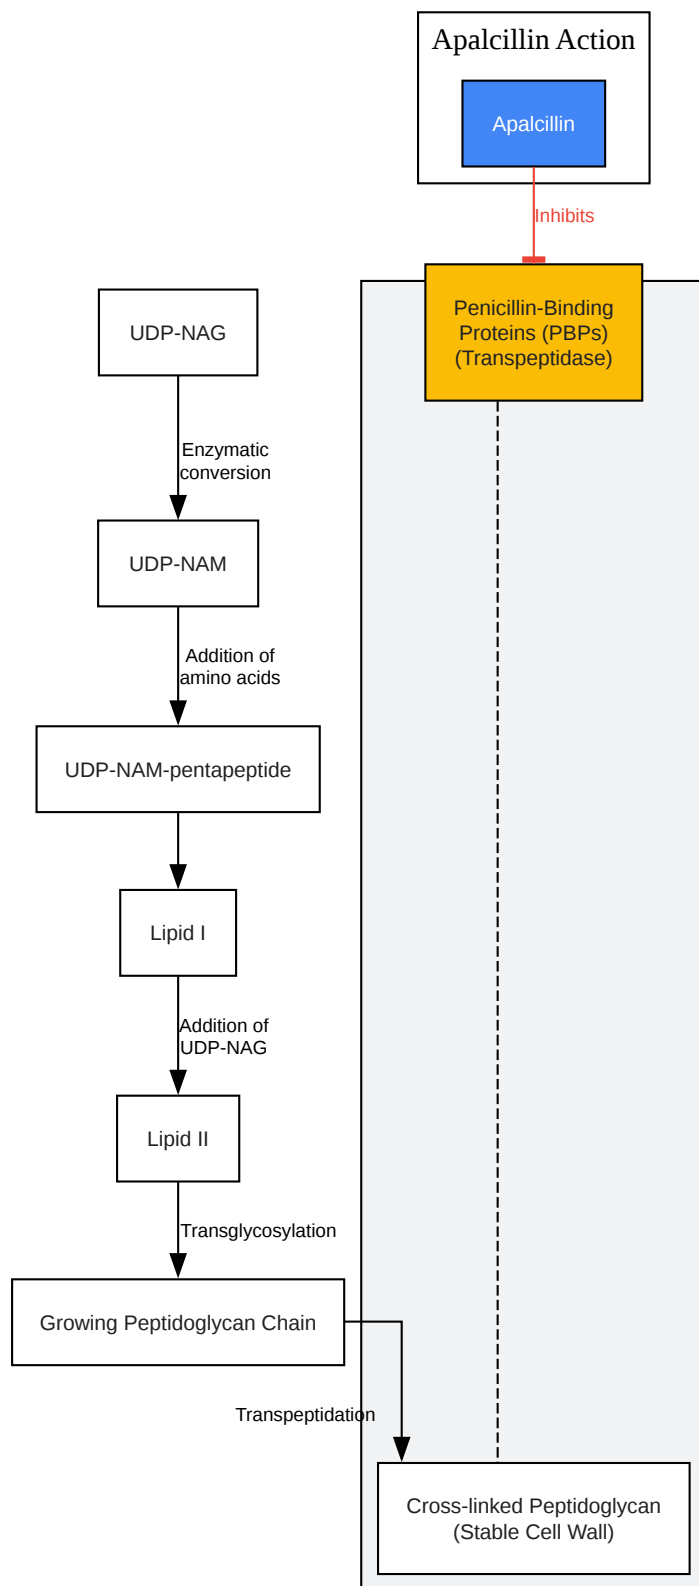 Apalcillin Action
Apalcillin
Inhibits
Penicillin-Binding
Proteins (PBPs)
(Transpeptidase)
UDP-NAG
Enzymatic
conversion
UDP-NAM
Addition of
amino acids
UDP-NAM-pentapeptide
Lipid I
Addition of
UDP-NAG
Lipid II
Transglycosylation
Growing Peptidoglycan Chain
Transpeptidation
Cross-linked Peptidoglycan
(Stable Cell Wall)